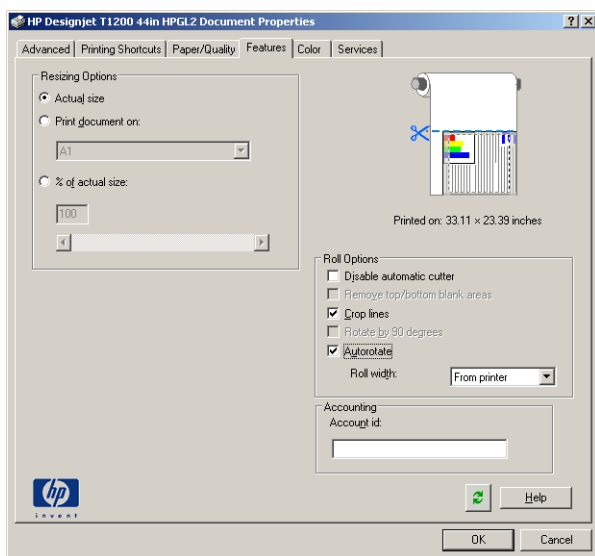 HP Designjet T1200 44in HPGL2 Document Properties
Advanced Printing Shortcuts Paper/Quality Features Color Services
Resizing Options
Actual size
Print document on:
A1
% of actual size:
100
Printed on: 33.11 × 23.39 inches
Roll Options
Disable automatic cutter
Remove top/bottom blank areas
Crop lines
Rotate by 90 degrees
Autorotate
Roll width: From printer
Accounting
Account id:
hp
invent
Help
OK Cancel